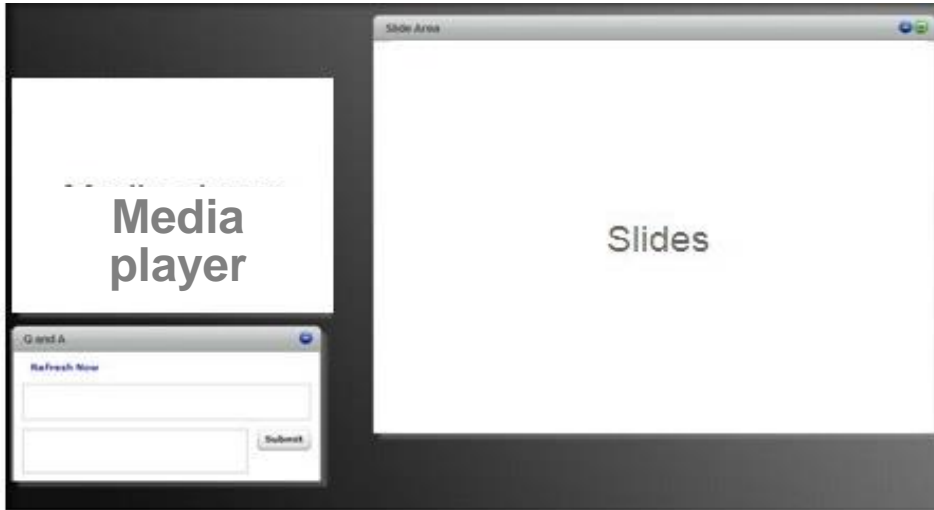 Slide Area
Media
player
Slides
Q and A
Refresh Now
Submit